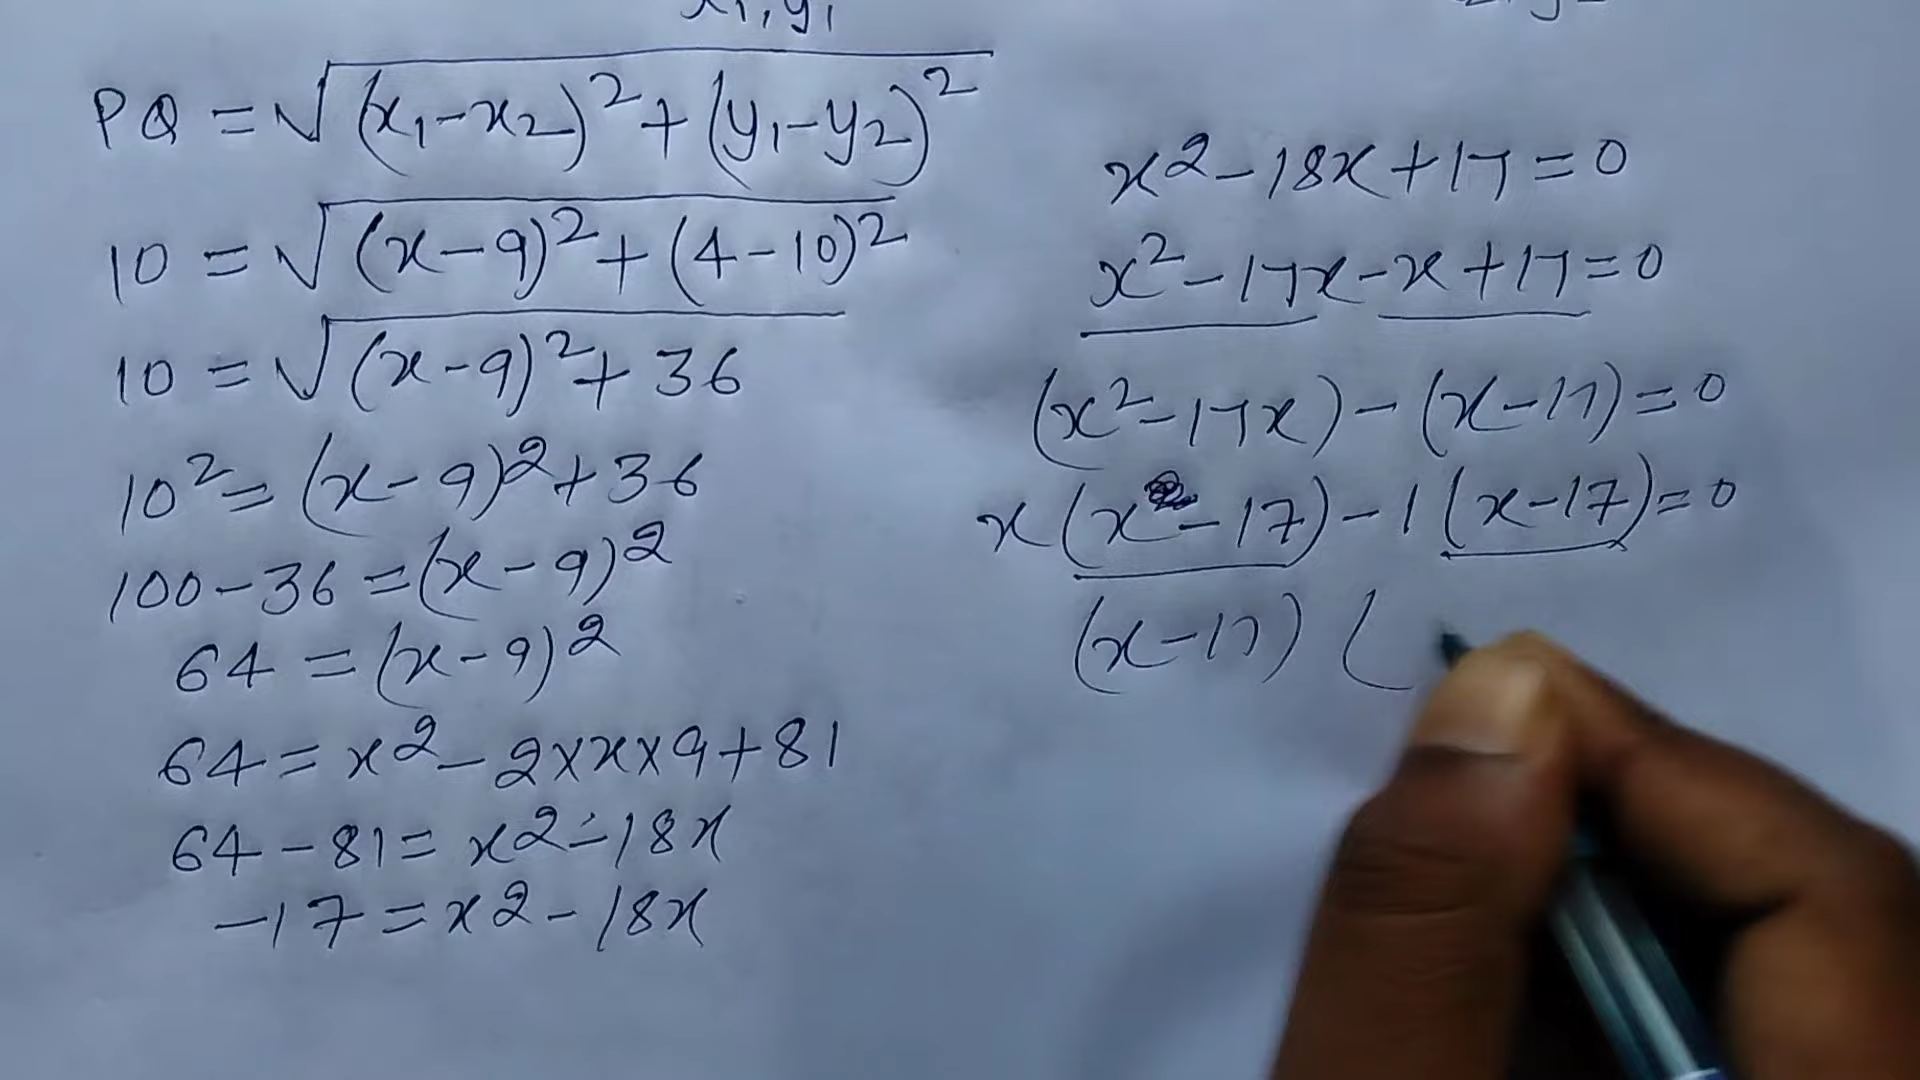 x₁, y₁
PQ = √(x₁-x₂)² + (y₁-y₂)²
10 = √(x-9)² + (4-10)²
10 = √(x-9)² + 36
10² = (x-9)² + 36
100-36 = (x-9)²
64 = (x-9)²
64 = x² - 2×x×9 + 81
64 - 81 = x² - 18x
-17 = x² - 18x
x² - 18x + 17 = 0
x² - 17x - x + 17 = 0
(x² - 17x) - (x - 17) = 0
x(x - 17) - 1(x - 17) = 0
(x - 17) (